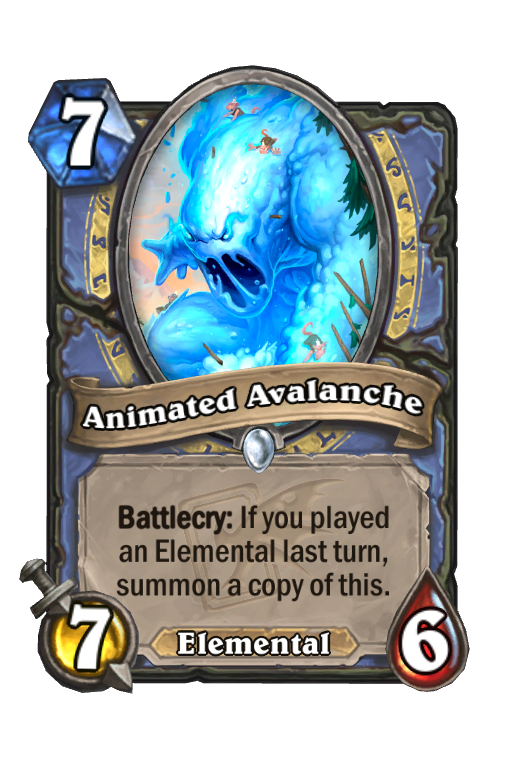 7
Animated Avalanche
Battlecry: If you played
an Elemental last turn,
summon a copy of this.
7
Elemental
6